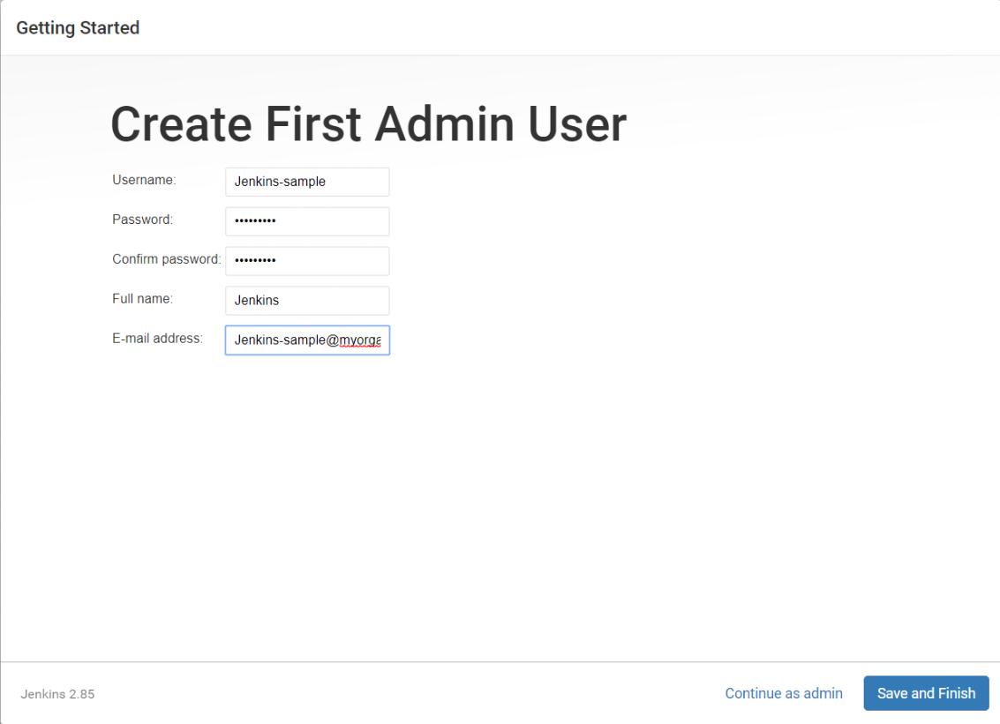 Getting Started
Create First Admin User
Username: Jenkins-sample
Password: •••••••••
Confirm password: •••••••••
Full name: Jenkins
E-mail address: Jenkins-sample@myorga
Jenkins 2.85 Continue as admin Save and Finish